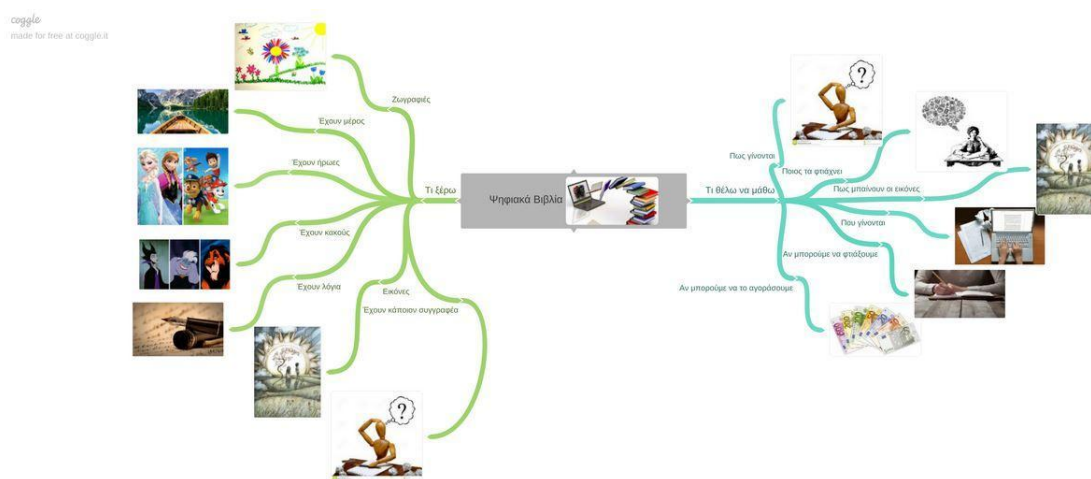 coggle
made for free at coggle.it
Ψηφιακά Βιβλία
Τι ξέρω
Ζωγραφιές
Έχουν μέρος
Έχουν ήρωες
Έχουν κακούς
Έχουν λόγια
Εικόνες
Έχουν κάποιον συγγραφέα
Τι θέλω να μάθω
Πως γίνονται
Ποιος τα φτιάχνει
Πως μπαίνουν οι εικόνες
Που γίνονται
Αν μπορούμε να φτιάξουμε
Αν μπορούμε να το αγοράσουμε